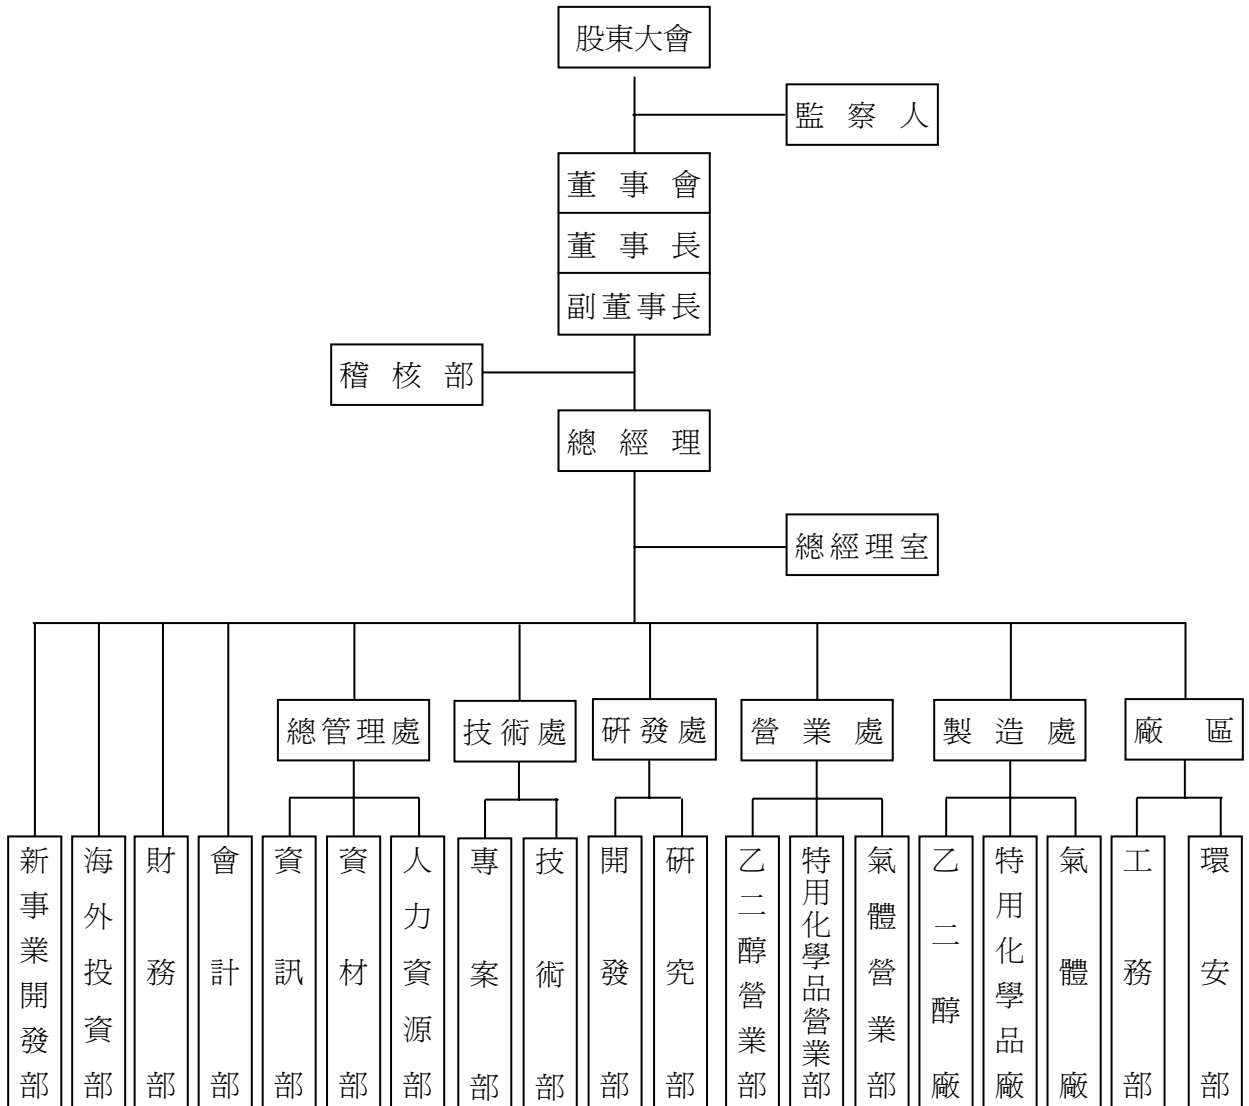 股東大會
監察人
董事會
董事長
副董事長
稽核部
總經理
總經理室
總管理處
技術處
研發處
營業處
製造處
廠區
新事業開發部
海外投資部
財務部
會計部
資訊部
資材部
人力資源部
專案部
技術部
開發部
研究部
乙二醇營業部
特用化學品營業部
氣體營業部
乙二醇廠
特用化學品廠
氣體廠
工務部
環安部